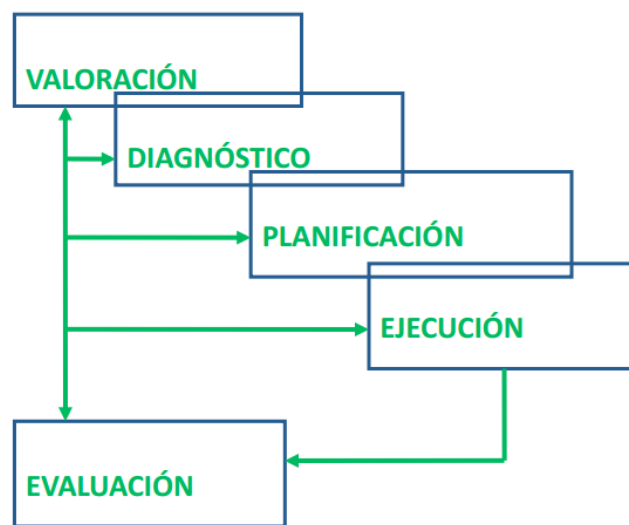 VALORACIÓN
DIAGNÓSTICO
PLANIFICACIÓN
EJECUCIÓN
EVALUACIÓN